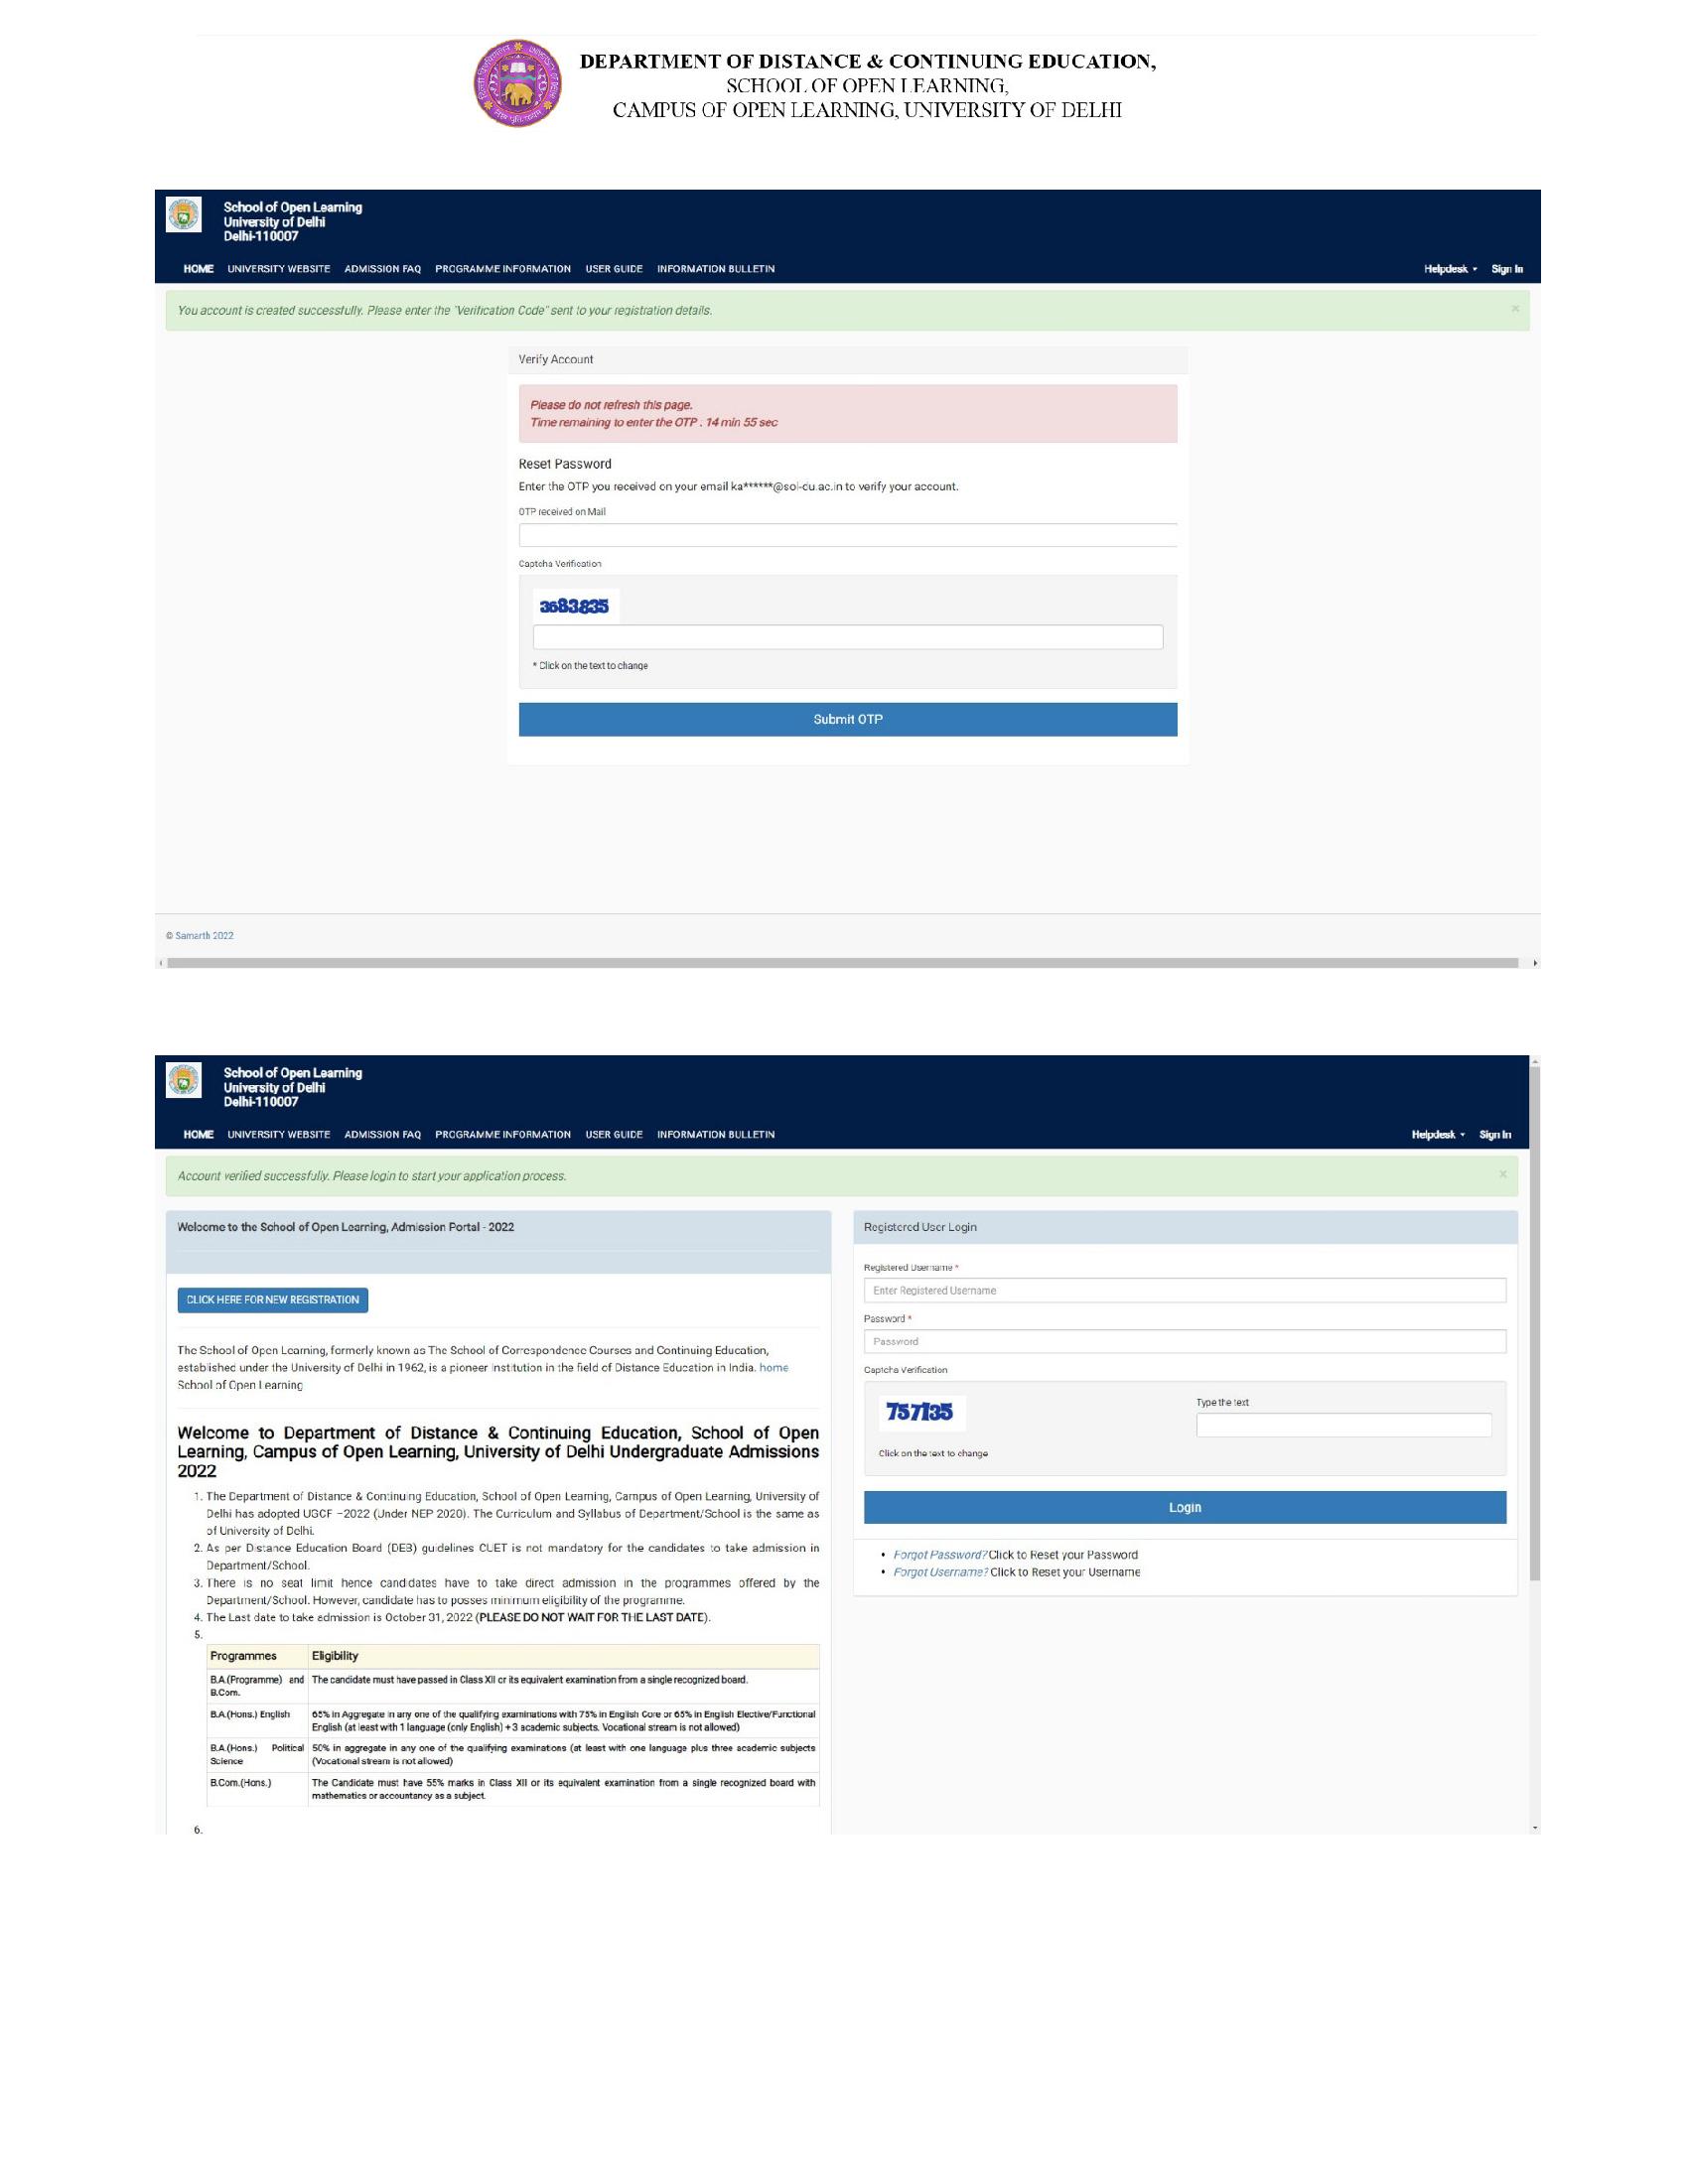 DEPARTMENT OF DISTANCE & CONTINUING EDUCATION,
SCHOOL OF OPEN LEARNING,
CAMPUS OF OPEN LEARNING, UNIVERSITY OF DELHI
School of Open Learning
University of Delhi
Delhi-110007
HOME UNIVERSITY WEBSITE ADMISSION FAQ PROGRAMME INFORMATION USER GUIDE INFORMATION BULLETIN Helpdesk Sign In
You account is created successfully. Please enter the "Verification Code" sent to your registration details. ×
Verify Account
Please do not refresh this page.
Time remaining to enter the OTP . 14 min 55 sec
Reset Password
Enter the OTP you received on your email ka******@sol-du.ac.in to verify your account.
OTP received on Mail
Captcha Verification
3683835
* Click on the text to change
Submit OTP
© Samarth 2022
School of Open Learning
University of Delhi
Delhi-110007
HOME UNIVERSITY WEBSITE ADMISSION FAQ PROGRAMME INFORMATION USER GUIDE INFORMATION BULLETIN Helpdesk Sign In
Account verified successfully. Please login to start your application process. ×
Welcome to the School of Open Learning, Admission Portal - 2022
CLICK HERE FOR NEW REGISTRATION
The School of Open Learning, formerly known as The School of Correspondence Courses and Continuing Education,
established under the University of Delhi in 1962, is a pioneer Institution in the field of Distance Education in India. home
School of Open Learning
Welcome to Department of Distance & Continuing Education, School of Open
Learning, Campus of Open Learning, University of Delhi Undergraduate Admissions
2022
1. The Department of Distance & Continuing Education, School of Open Learning, Campus of Open Learning, University of
Delhi has adopted UGCF –2022 (Under NEP 2020). The Curriculum and Syllabus of Department/School is the same as
of University of Delhi.
2. As per Distance Education Board (DEB) guidelines CUET is not mandatory for the candidates to take admission in
Department/School.
3. There is no seat limit hence candidates have to take direct admission in the programmes offered by the
Department/School. However, candidate has to posses minimum eligibility of the programme.
4. The Last date to take admission is October 31, 2022 (PLEASE DO NOT WAIT FOR THE LAST DATE).
5.
Programmes Eligibility
B.A.(Programme) and The candidate must have passed in Class XII or its equivalent examination from a single recognized board.
B.Com.
B.A.(Hons.) English 65% in Aggregate in any one of the qualifying examinations with 75% in English Core or 65% in English Elective/Functional
English (at least with 1 language (only English) + 3 academic subjects. Vocational stream is not allowed)
B.A.(Hons.) Political 50% in aggregate in any one of the qualifying examinations (at least with one language plus three academic subjects
Science (Vocational stream is not allowed)
B.Com.(Hons.) The Candidate must have 55% marks in Class XII or its equivalent examination from a single recognized board with
mathematics or accountancy as a subject.
6.
Registered User Login
Registered Username *
Enter Registered Username
Password *
Password
Captcha Verification
757135
Type the text
Click on the text to change
Login
• Forgot Password? Click to Reset your Password
• Forgot Username? Click to Reset your Username